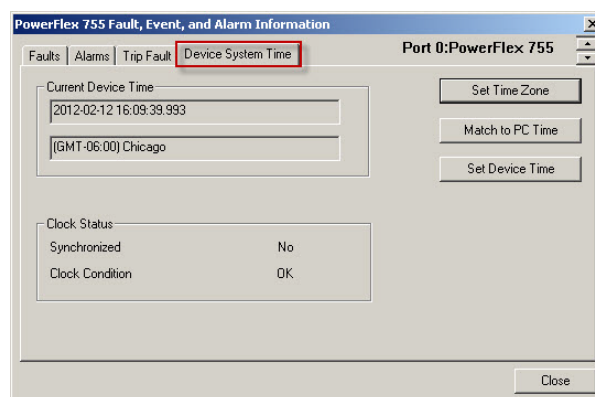 PowerFlex 755 Fault, Event, and Alarm Information
Faults Alarms Trip Fault Device System Time
Port 0:PowerFlex 755
Current Device Time
2012-02-12 16:09:39.993
(GMT-06:00) Chicago
Set Time Zone
Match to PC Time
Set Device Time
Clock Status
Synchronized No
Clock Condition OK
Close